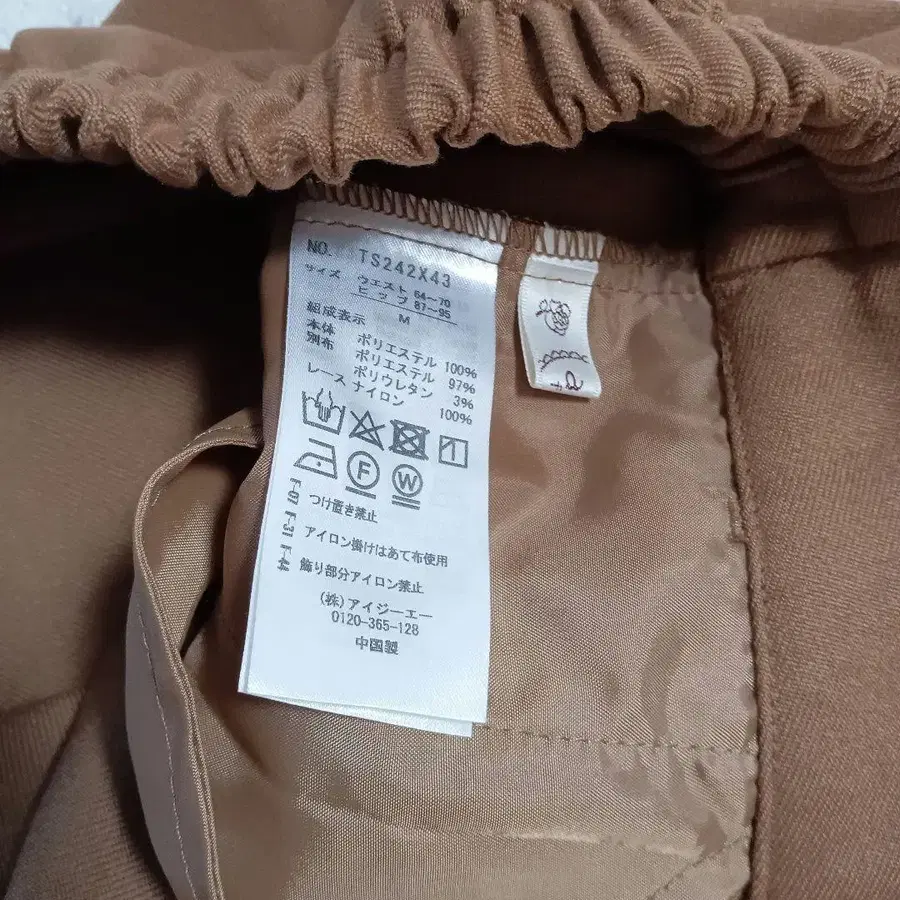 NO. TS242X43
サイズ ウエスト 64〜70
ヒップ 87〜95
M
組成表示
本体 ポリエステル 100%
別布 ポリエステル 97%
ポリウレタン 3%
レース ナイロン 100%
F
W
つけ置き禁止
アイロン掛けはあて布使用
飾り部分アイロン禁止
(株)アイジーエー
0120-365-128
中国製